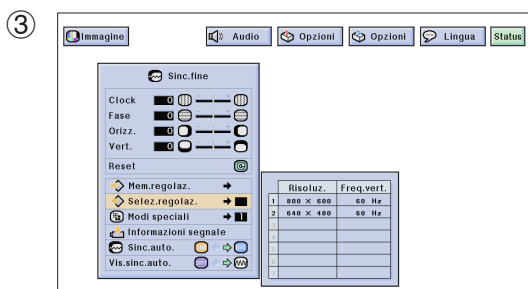 ③
Immagine Audio Opzioni Opzioni Lingua Status
Sinc.fine
Clock 0
Fase 0
Orizz. 0
Vert. 0
Reset
Mem.regolaz.
Selez.regolaz.
Modi speciali 1
Informazioni segnale
Sinc.auto.
Vis.sinc.auto.
Risoluz. Freq.vert.
1 800 × 600 60 Hz
2 640 × 480 60 Hz
3
4
5
6
7